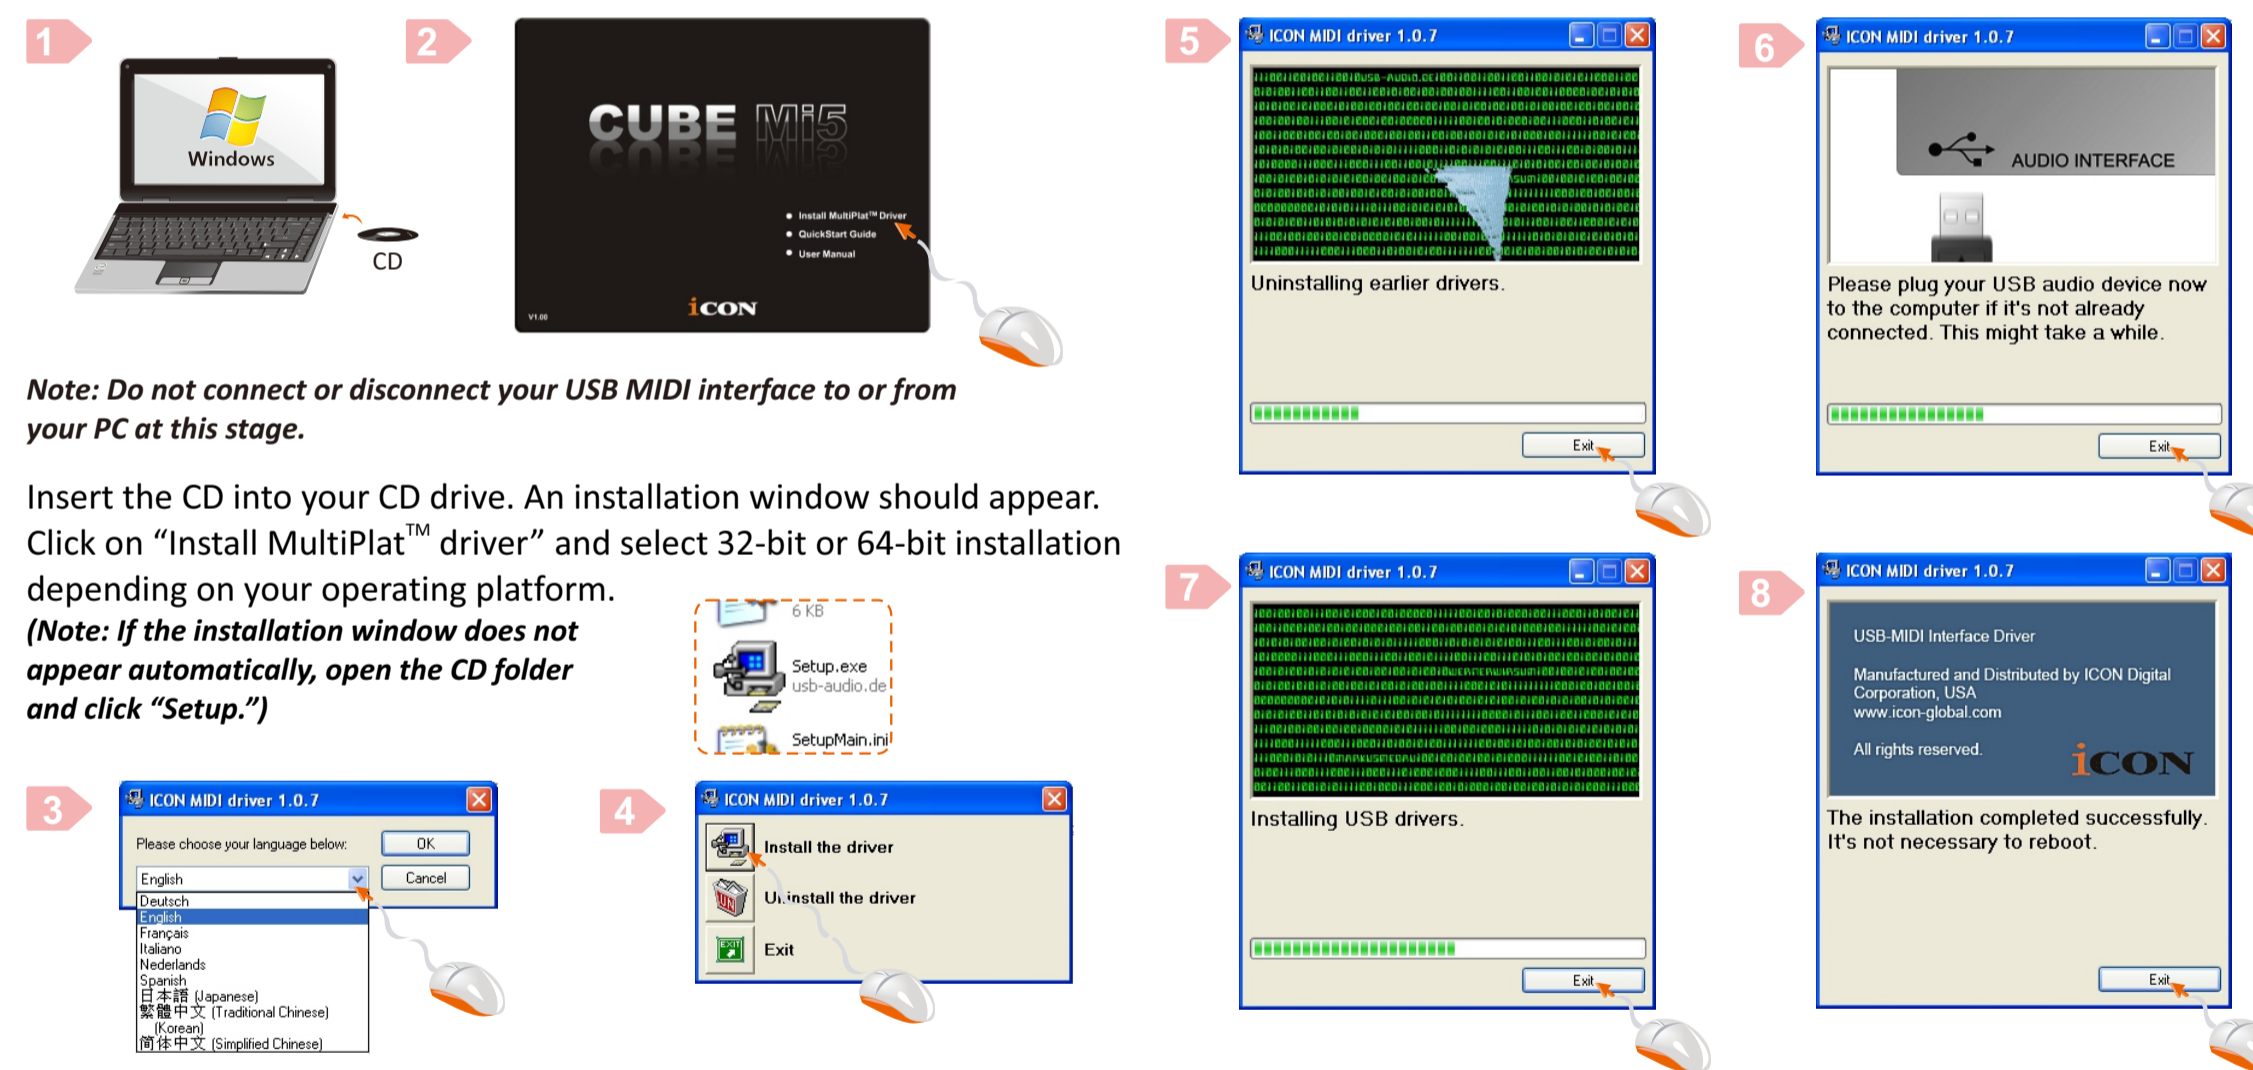 1
Windows
CD
2
CUBE Mi5
Install MultiPlat™ Driver
QuickStart Guide
User Manual
V1.00
iCON
Note: Do not connect or disconnect your USB MIDI interface to or from
your PC at this stage.
Insert the CD into your CD drive. An installation window should appear.
Click on “Install MultiPlat™ driver” and select 32-bit or 64-bit installation
depending on your operating platform.
(Note: If the installation window does not
appear automatically, open the CD folder
and click “Setup.”)
6 KB
Setup.exe
usb-audio.de
SetupMain.ini
3
ICON MIDI driver 1.0.7
Please choose your language below:
OK
English
Cancel
Deutsch
English
Français
Italiano
Nederlands
Spanish
日本語 (Japanese)
繁體中文 (Traditional Chinese)
(Korean)
简体中文 (Simplified Chinese)
4
ICON MIDI driver 1.0.7
Install the driver
UN
Uninstall the driver
EXIT
Exit
5
ICON MIDI driver 1.0.7
Uninstalling earlier drivers.
Exit
6
ICON MIDI driver 1.0.7
AUDIO INTERFACE
Please plug your USB audio device now
to the computer if it's not already
connected. This might take a while.
Exit
7
ICON MIDI driver 1.0.7
Installing USB drivers.
Exit
8
ICON MIDI driver 1.0.7
USB-MIDI Interface Driver
Manufactured and Distributed by ICON Digital
Corporation, USA
www.icon-global.com
All rights reserved.
iCON
The installation completed successfully.
It's not necessary to reboot.
Exit